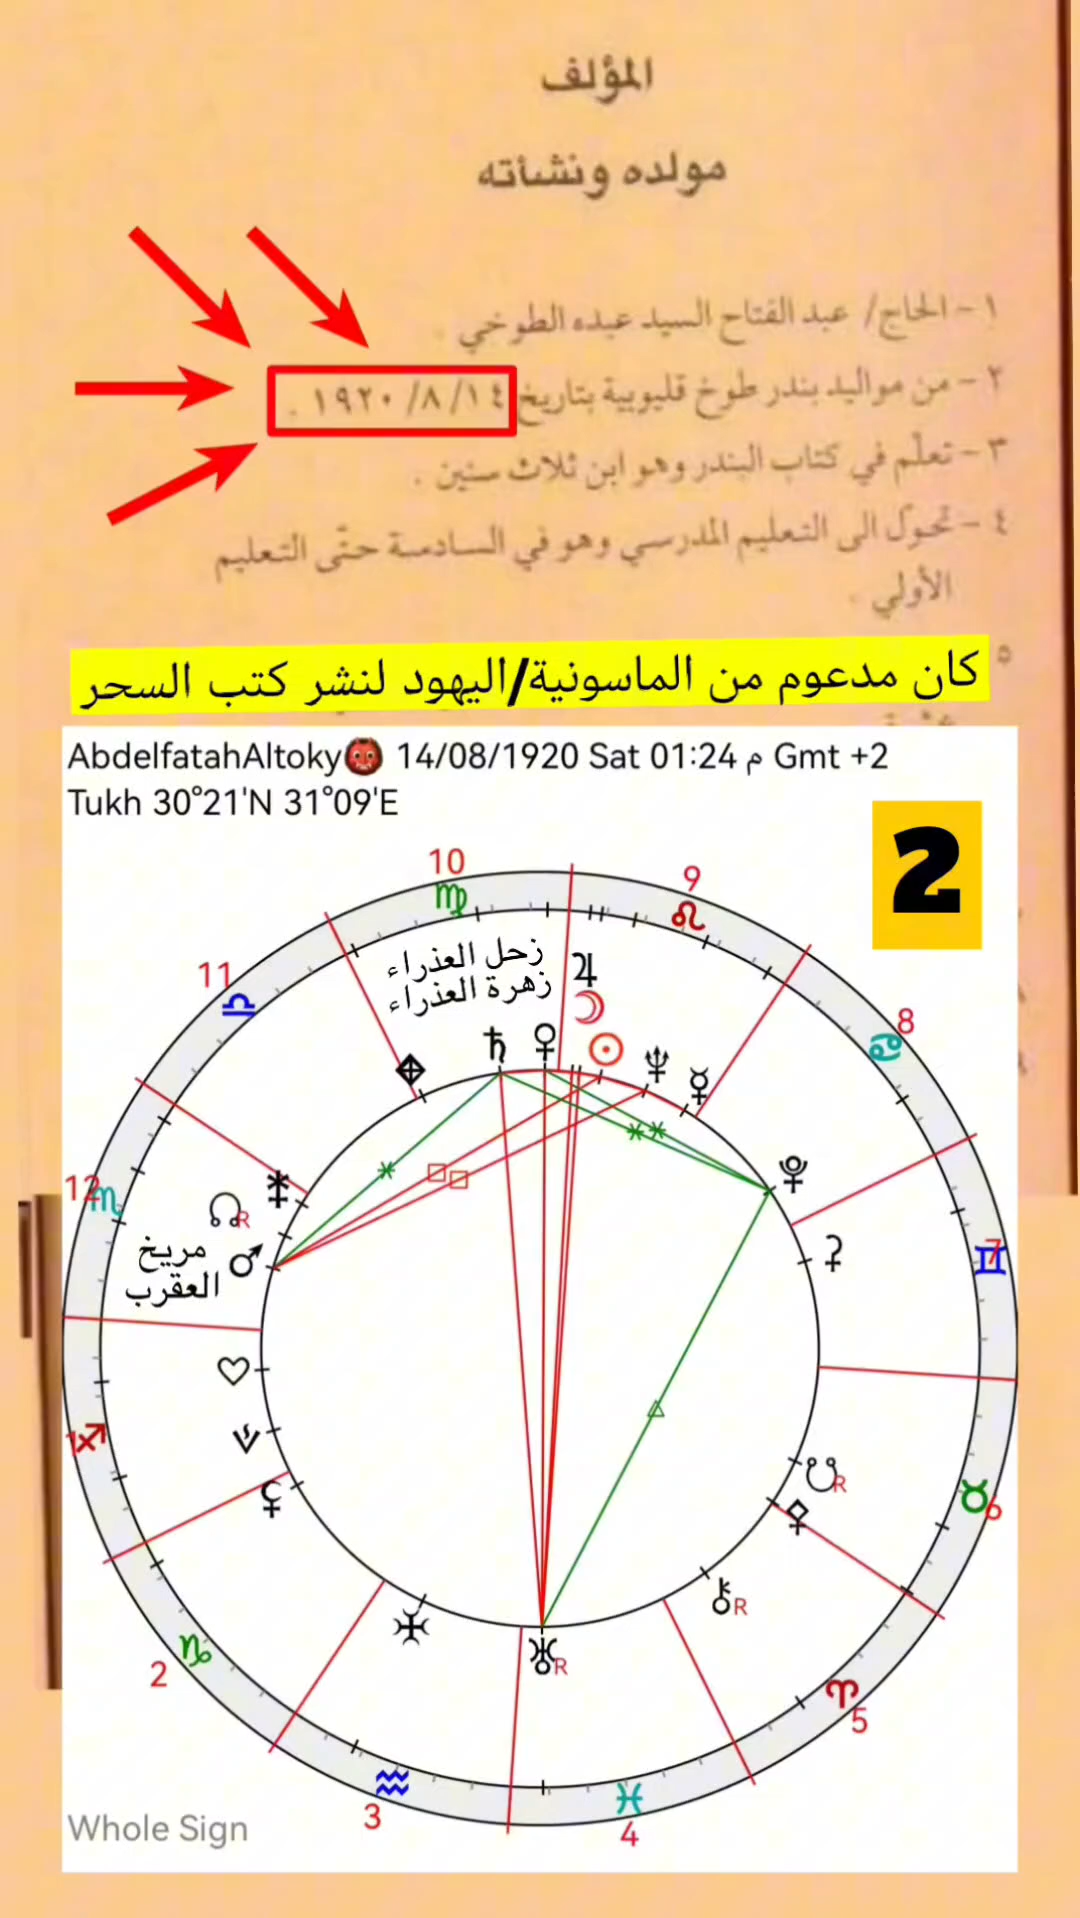 المؤلف
مولده ونشأته
١ - الحاج/ عبد الفتاح السيد عبده الطوخي .
٢ - من مواليد بندر طوخ قليوبية بتاريخ ١٤/ ٨/ ١٩٢٠ .
٣ - تعلّم في كتاب البندر وهو ابن ثلاث سنين .
٤ - تحوّل الى التعليم المدرسي وهو في السادسة حتّى التعليم
الأولي .
٥
كان مدعوم من الماسونية/اليهود لنشر كتب السحر
AbdelfatahAltoky 14/08/1920 Sat 01:24 م Gmt +2
Tukh 30°21'N 31°09'E
2
10
9
11
زحل العذراء
زهرة العذراء
8
12
R
مريخ
العقرب
7
1
R
6
R
R
2
5
3
4
Whole Sign